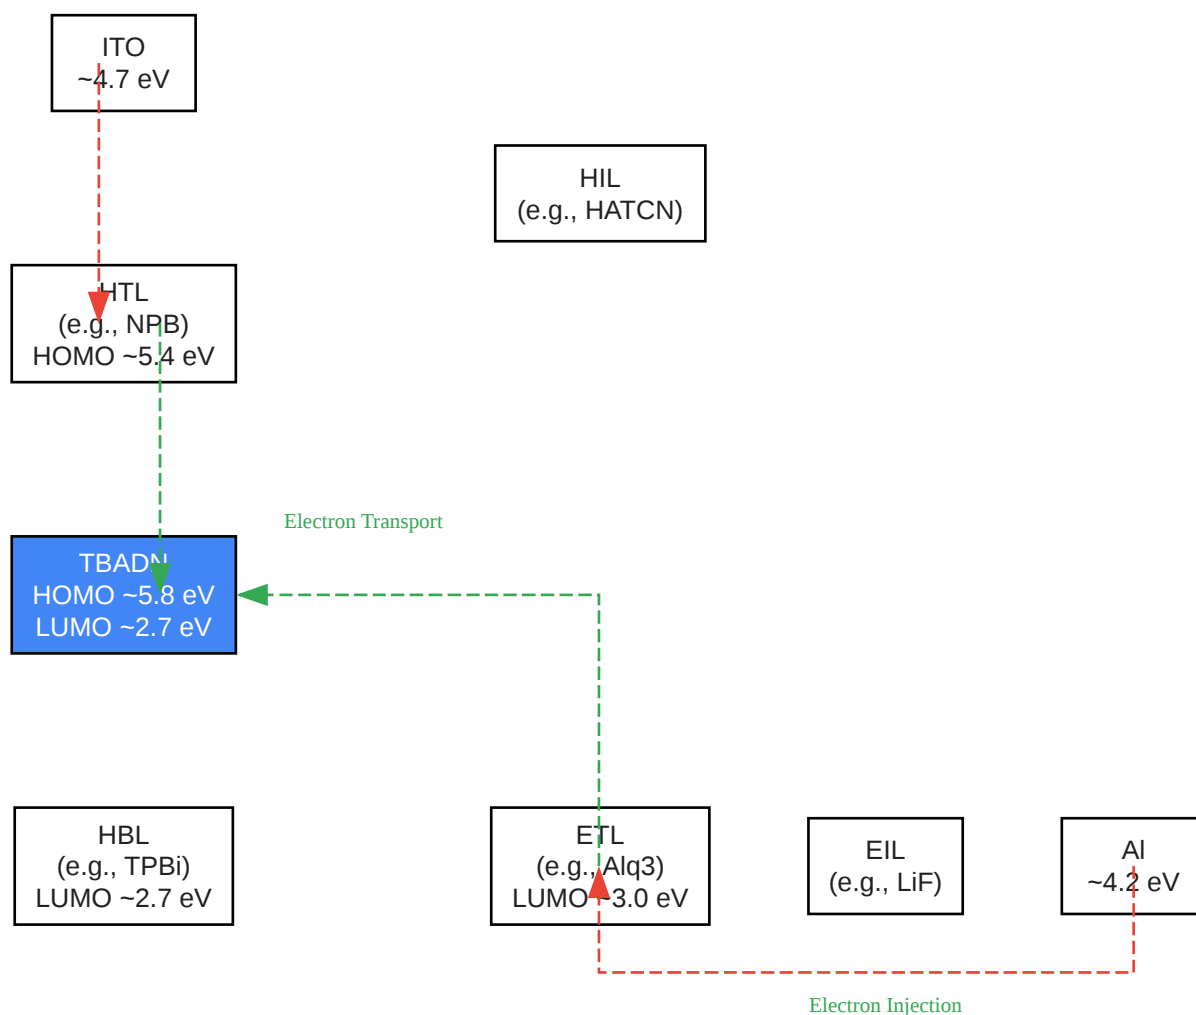 ITO
~4.7 eV
HIL
(e.g., HATCN)
HTL
(e.g., NPB)
HOMO ~5.4 eV
Electron Transport
TBADN
HOMO ~5.8 eV
LUMO ~2.7 eV
HBL
(e.g., TPBi)
LUMO ~2.7 eV
ETL
(e.g., Alq3)
LUMO ~3.0 eV
EIL
(e.g., LiF)
Al
~4.2 eV
Electron Injection